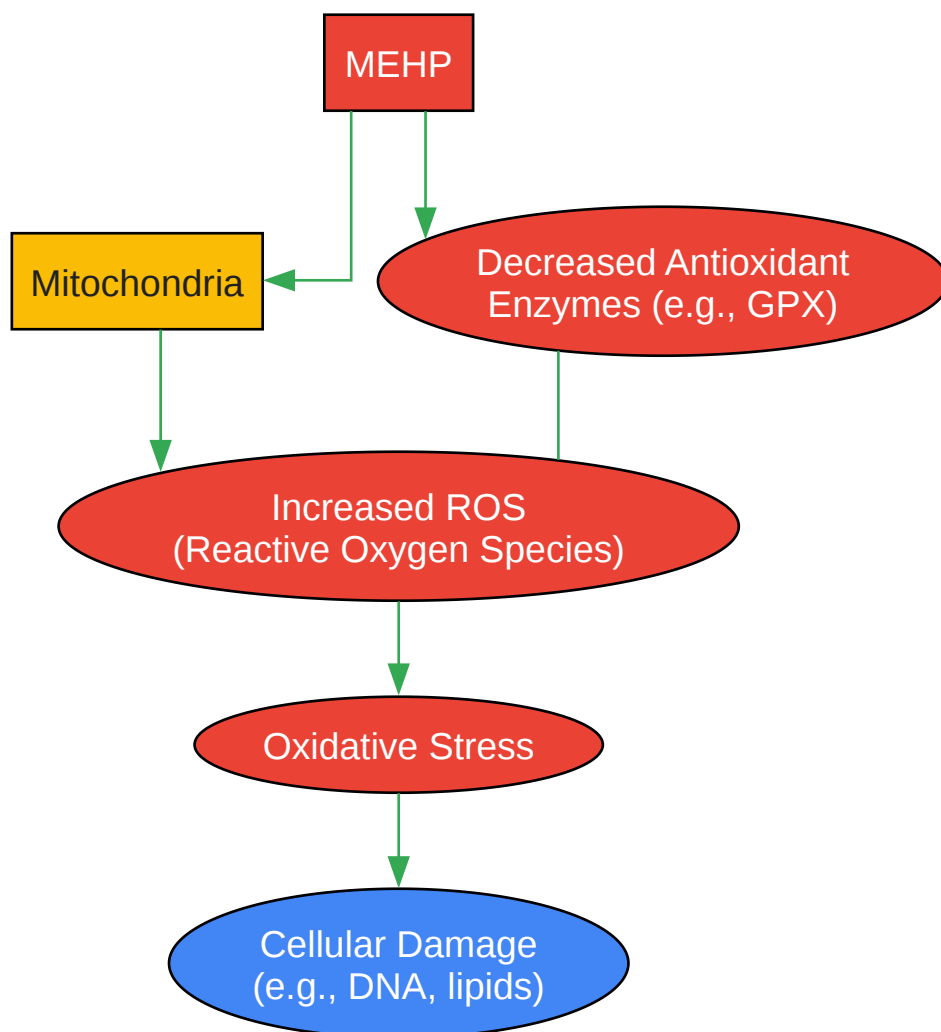 MEHP
Mitochondria
Decreased Antioxidant
Enzymes (e.g., GPX)
Increased ROS
(Reactive Oxygen Species)
Oxidative Stress
Cellular Damage
(e.g., DNA, lipids)